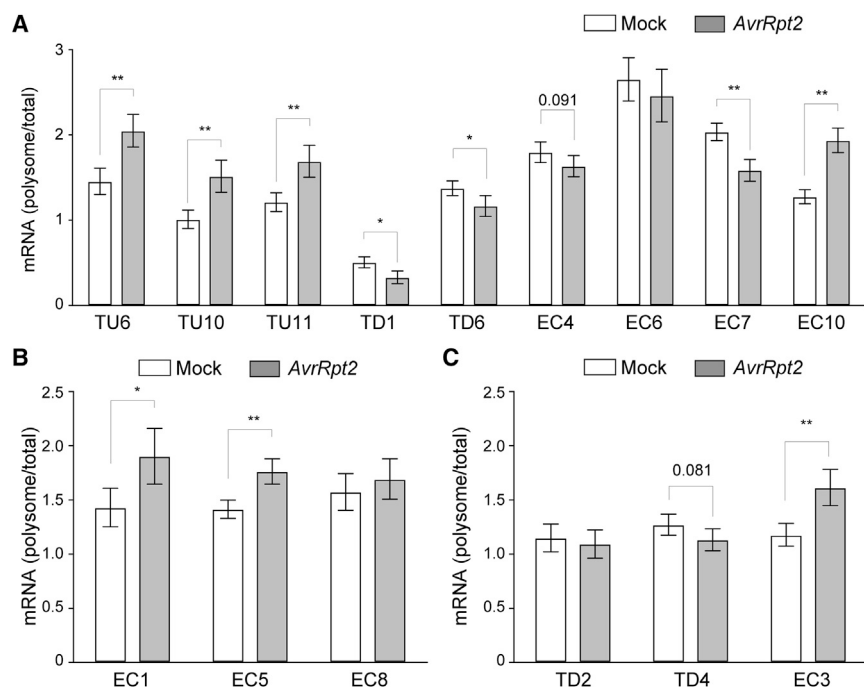 A
Mock AvrRpt2
mRNA (polysome/total)
3
2
1
0
** ** ** * * 0.091 ** **
TU6 TU10 TU11 TD1 TD6 EC4 EC6 EC7 EC10
B
Mock AvrRpt2
mRNA (polysome/total)
2.5
2.0
1.5
1.0
0.5
0
* **
EC1 EC5 EC8
C
Mock AvrRpt2
mRNA (polysome/total)
2.5
2.0
1.5
1.0
0.5
0
0.081 **
TD2 TD4 EC3